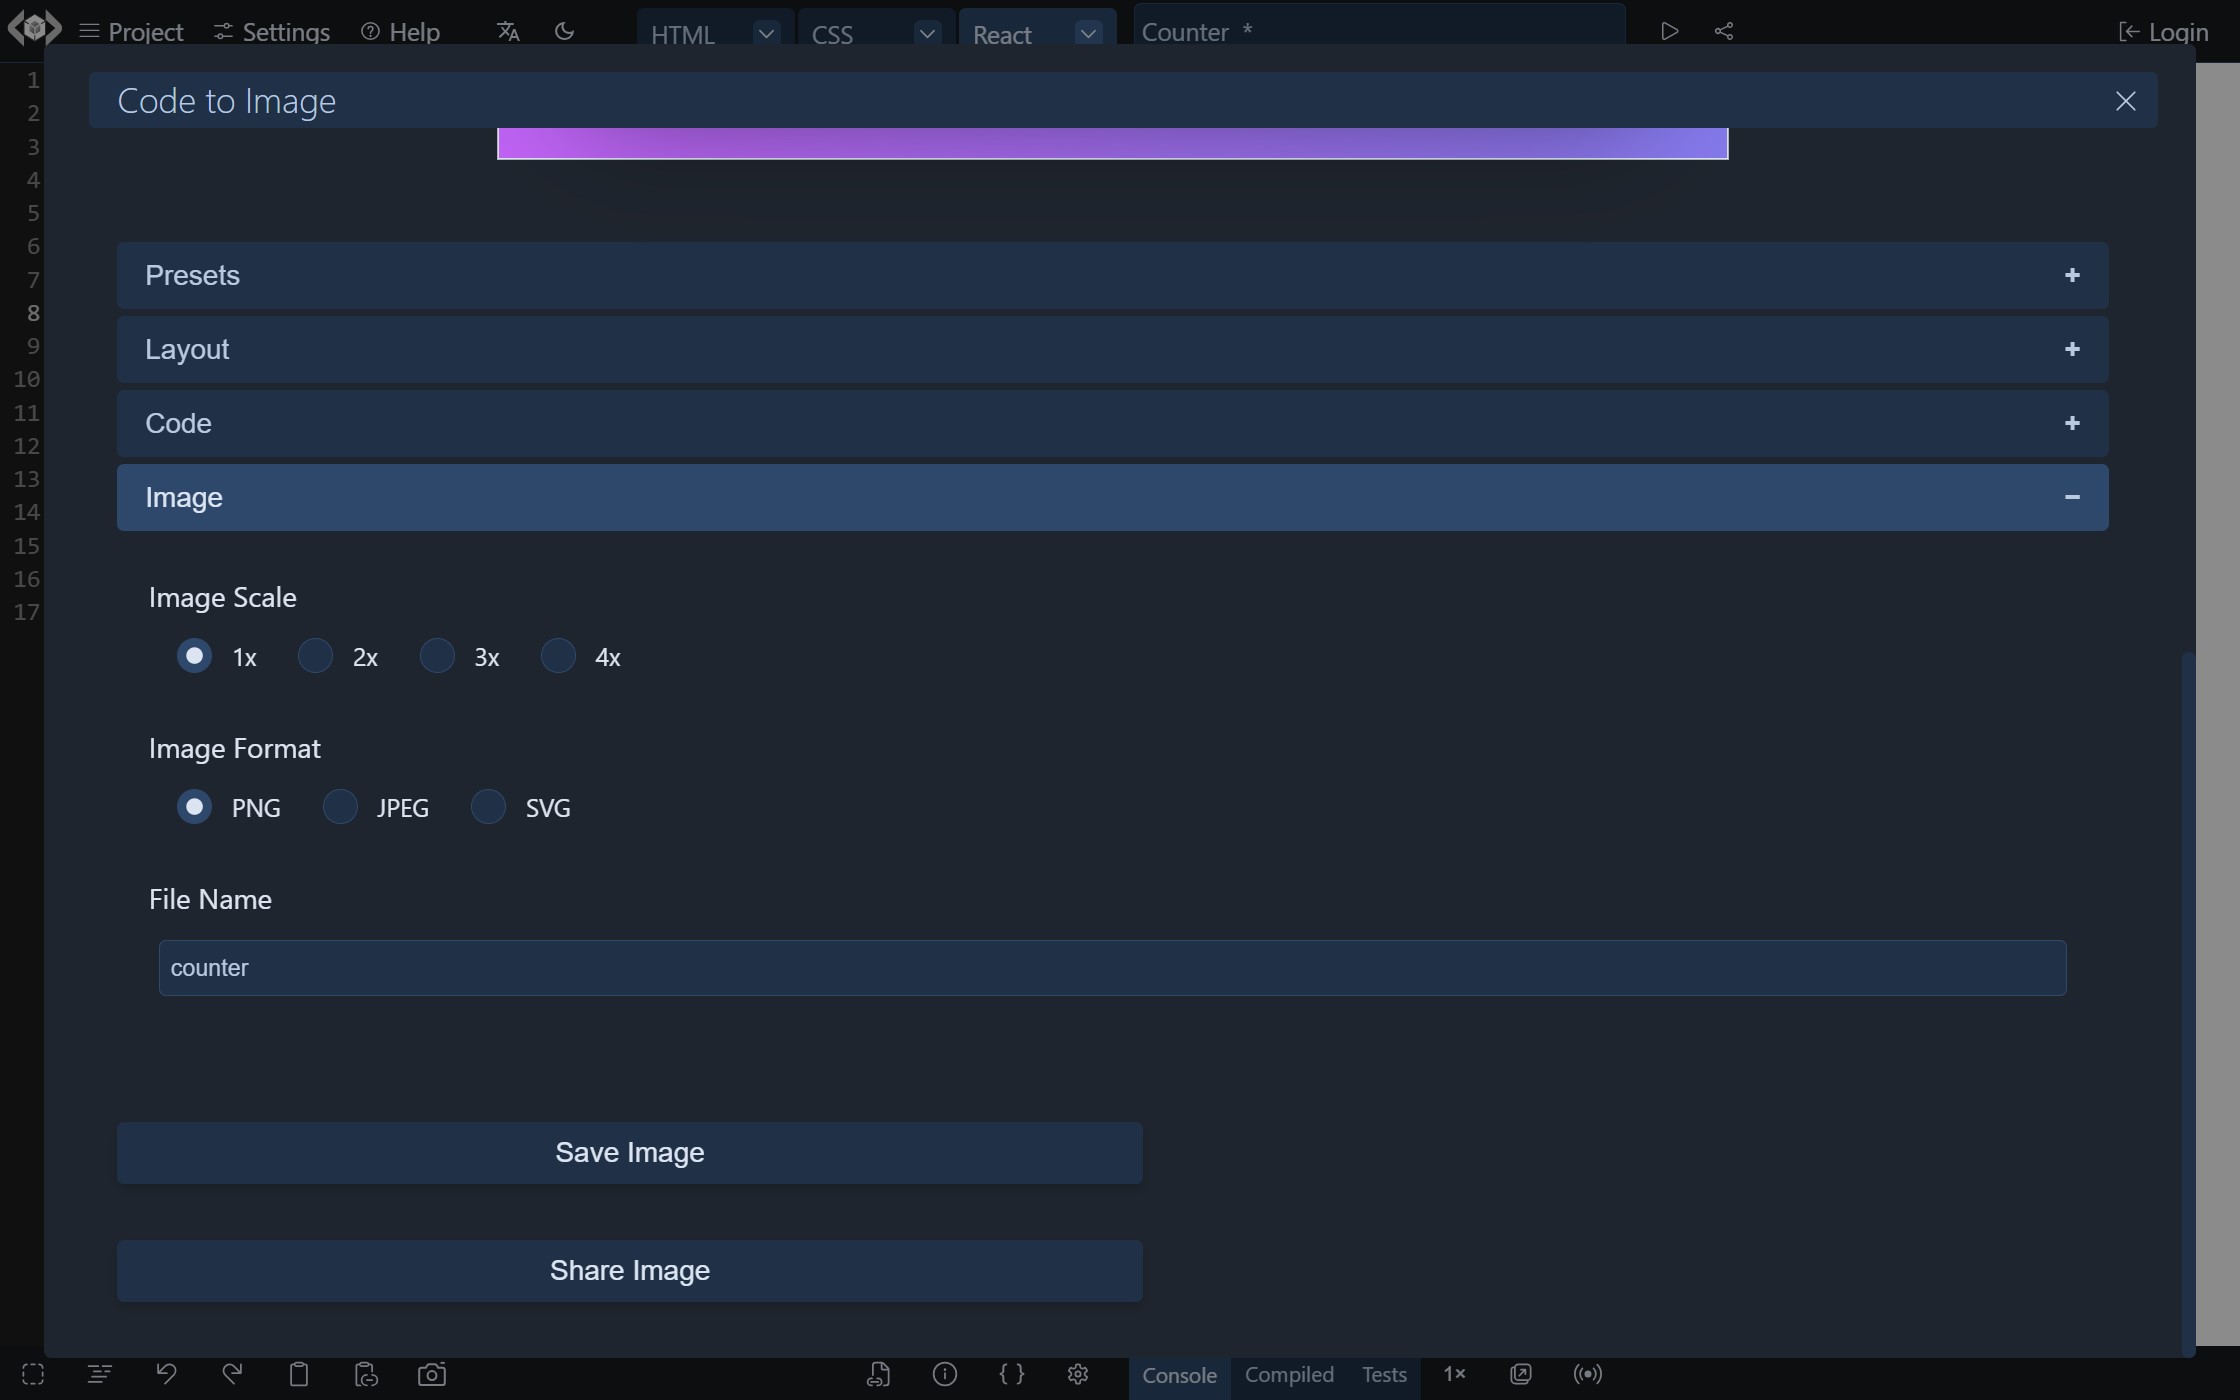 Project Settings Help HTML CSS React Counter * Login
Code to Image
1
2
3
4
5
6
7
8
9
10
11
12
13
14
15
16
17
Presets +
Layout +
Code +
Image −
Image Scale
1x 2x 3x 4x
Image Format
PNG JPEG SVG
File Name
counter
Save Image
Share Image
Console Compiled Tests 1×